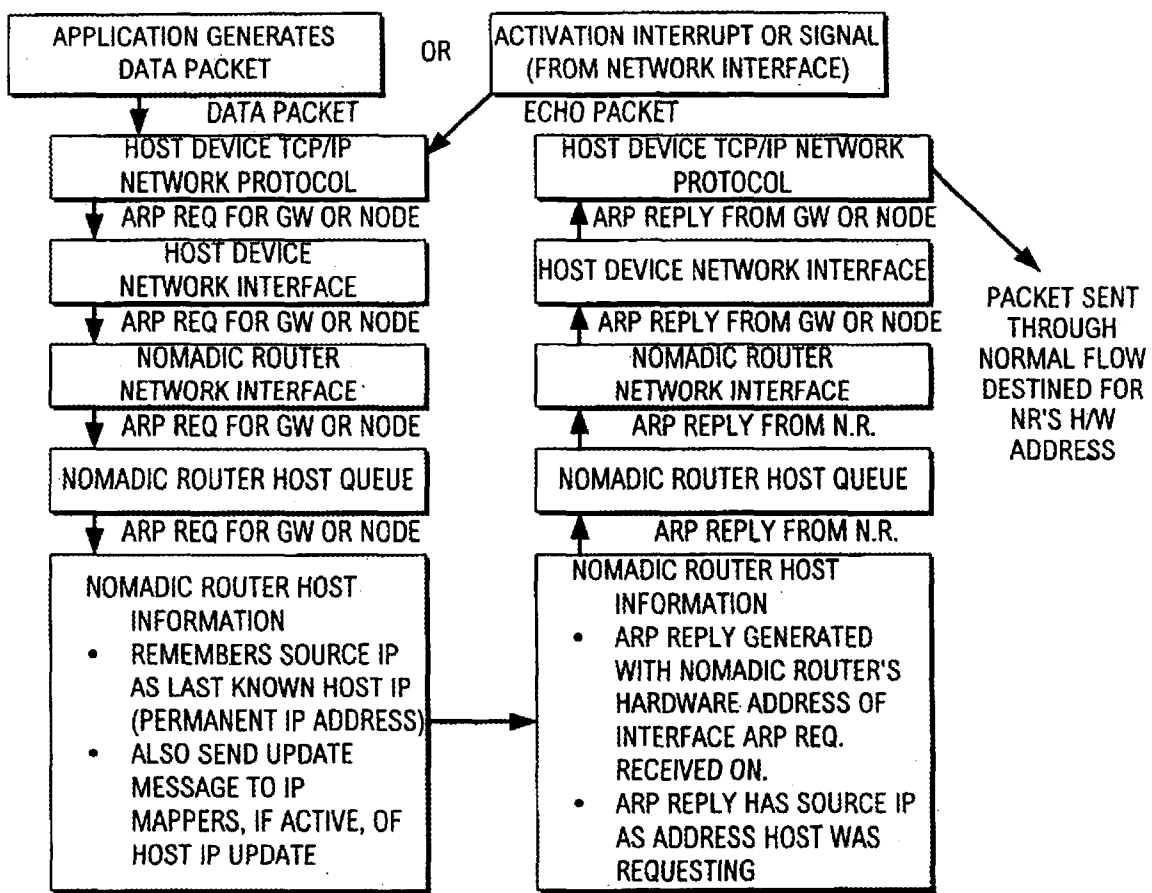 APPLICATION GENERATES
DATA PACKET
OR
ACTIVATION INTERRUPT OR SIGNAL
(FROM NETWORK INTERFACE)
DATA PACKET
ECHO PACKET
HOST DEVICE TCP/IP
NETWORK PROTOCOL
ARP REQ FOR GW OR NODE
HOST DEVICE
NETWORK INTERFACE
ARP REQ FOR GW OR NODE
NOMADIC ROUTER
NETWORK INTERFACE
ARP REQ FOR GW OR NODE
NOMADIC ROUTER HOST QUEUE
ARP REQ FOR GW OR NODE
NOMADIC ROUTER HOST
INFORMATION
• REMEMBERS SOURCE IP
AS LAST KNOWN HOST IP
(PERMANENT IP ADDRESS)
• ALSO SEND UPDATE
MESSAGE TO IP
MAPPERS, IF ACTIVE, OF
HOST IP UPDATE
HOST DEVICE TCP/IP NETWORK
PROTOCOL
ARP REPLY FROM GW OR NODE
HOST DEVICE NETWORK INTERFACE
ARP REPLY FROM GW OR NODE
NOMADIC ROUTER
NETWORK INTERFACE
ARP REPLY FROM N.R.
NOMADIC ROUTER HOST QUEUE
ARP REPLY FROM N.R.
NOMADIC ROUTER HOST
INFORMATION
• ARP REPLY GENERATED
WITH NOMADIC ROUTER'S
HARDWARE ADDRESS OF
INTERFACE ARP REQ.
RECEIVED ON.
• ARP REPLY HAS SOURCE IP
AS ADDRESS HOST WAS
REQUESTING
PACKET SENT
THROUGH
NORMAL FLOW
DESTINED FOR
NR'S H/W
ADDRESS